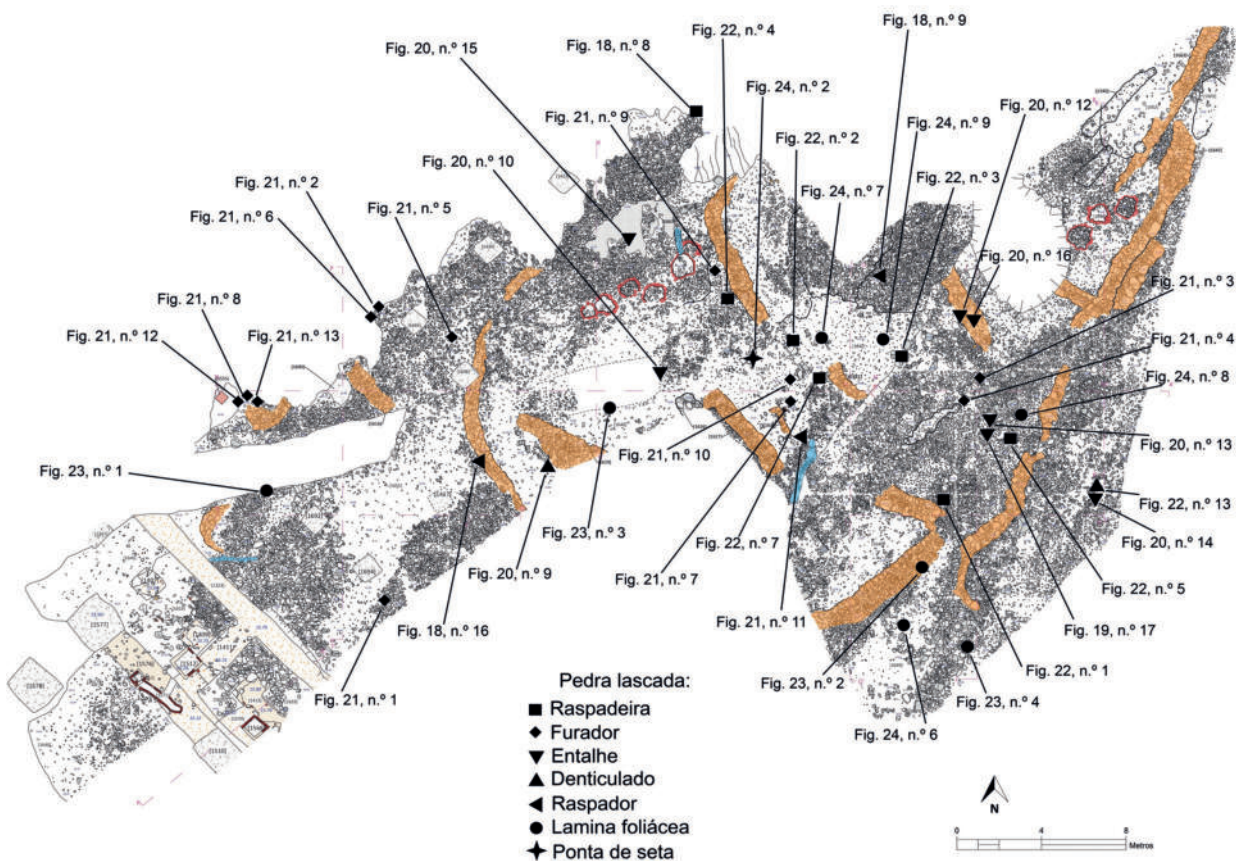 Fig. 18, n.º 9
Fig. 22, n.º 4
Fig. 20, n.º 15
Fig. 18, n.º 8
Fig. 24, n.º 2
Fig. 20, n.º 12
Fig. 21, n.º 9
Fig. 24, n.º 9
Fig. 22, n.º 2
Fig. 20, n.º 10
Fig. 22, n.º 3
Fig. 21, n.º 2
Fig. 24, n.º 7
Fig. 21, n.º 6
Fig. 21, n.º 5
Fig. 20, n.º 16
Fig. 21, n.º 3
Fig. 21, n.º 8
Fig. 21, n.º 12
Fig. 21, n.º 13
Fig. 21, n.º 4
Fig. 24, n.º 8
Fig. 20, n.º 13
Fig. 21, n.º 10
Fig. 23, n.º 1
Fig. 22, n.º 13
Fig. 23, n.º 3
Fig. 20, n.º 14
Fig. 22, n.º 7
Fig. 20, n.º 9
Fig. 21, n.º 7
Fig. 22, n.º 5
Fig. 21, n.º 11
Fig. 18, n.º 16
Fig. 19, n.º 17
Fig. 21, n.º 1
Fig. 22, n.º 1
Fig. 23, n.º 2
Fig. 23, n.º 4
Fig. 24, n.º 6
[1577]
[1576]
[1578]
[1510]
Pedra lascada:
Raspadeira
Furador
Entalhe
Denticulado
Raspador
Lamina foliácea
Ponta de seta
N
0 4 8 Metros